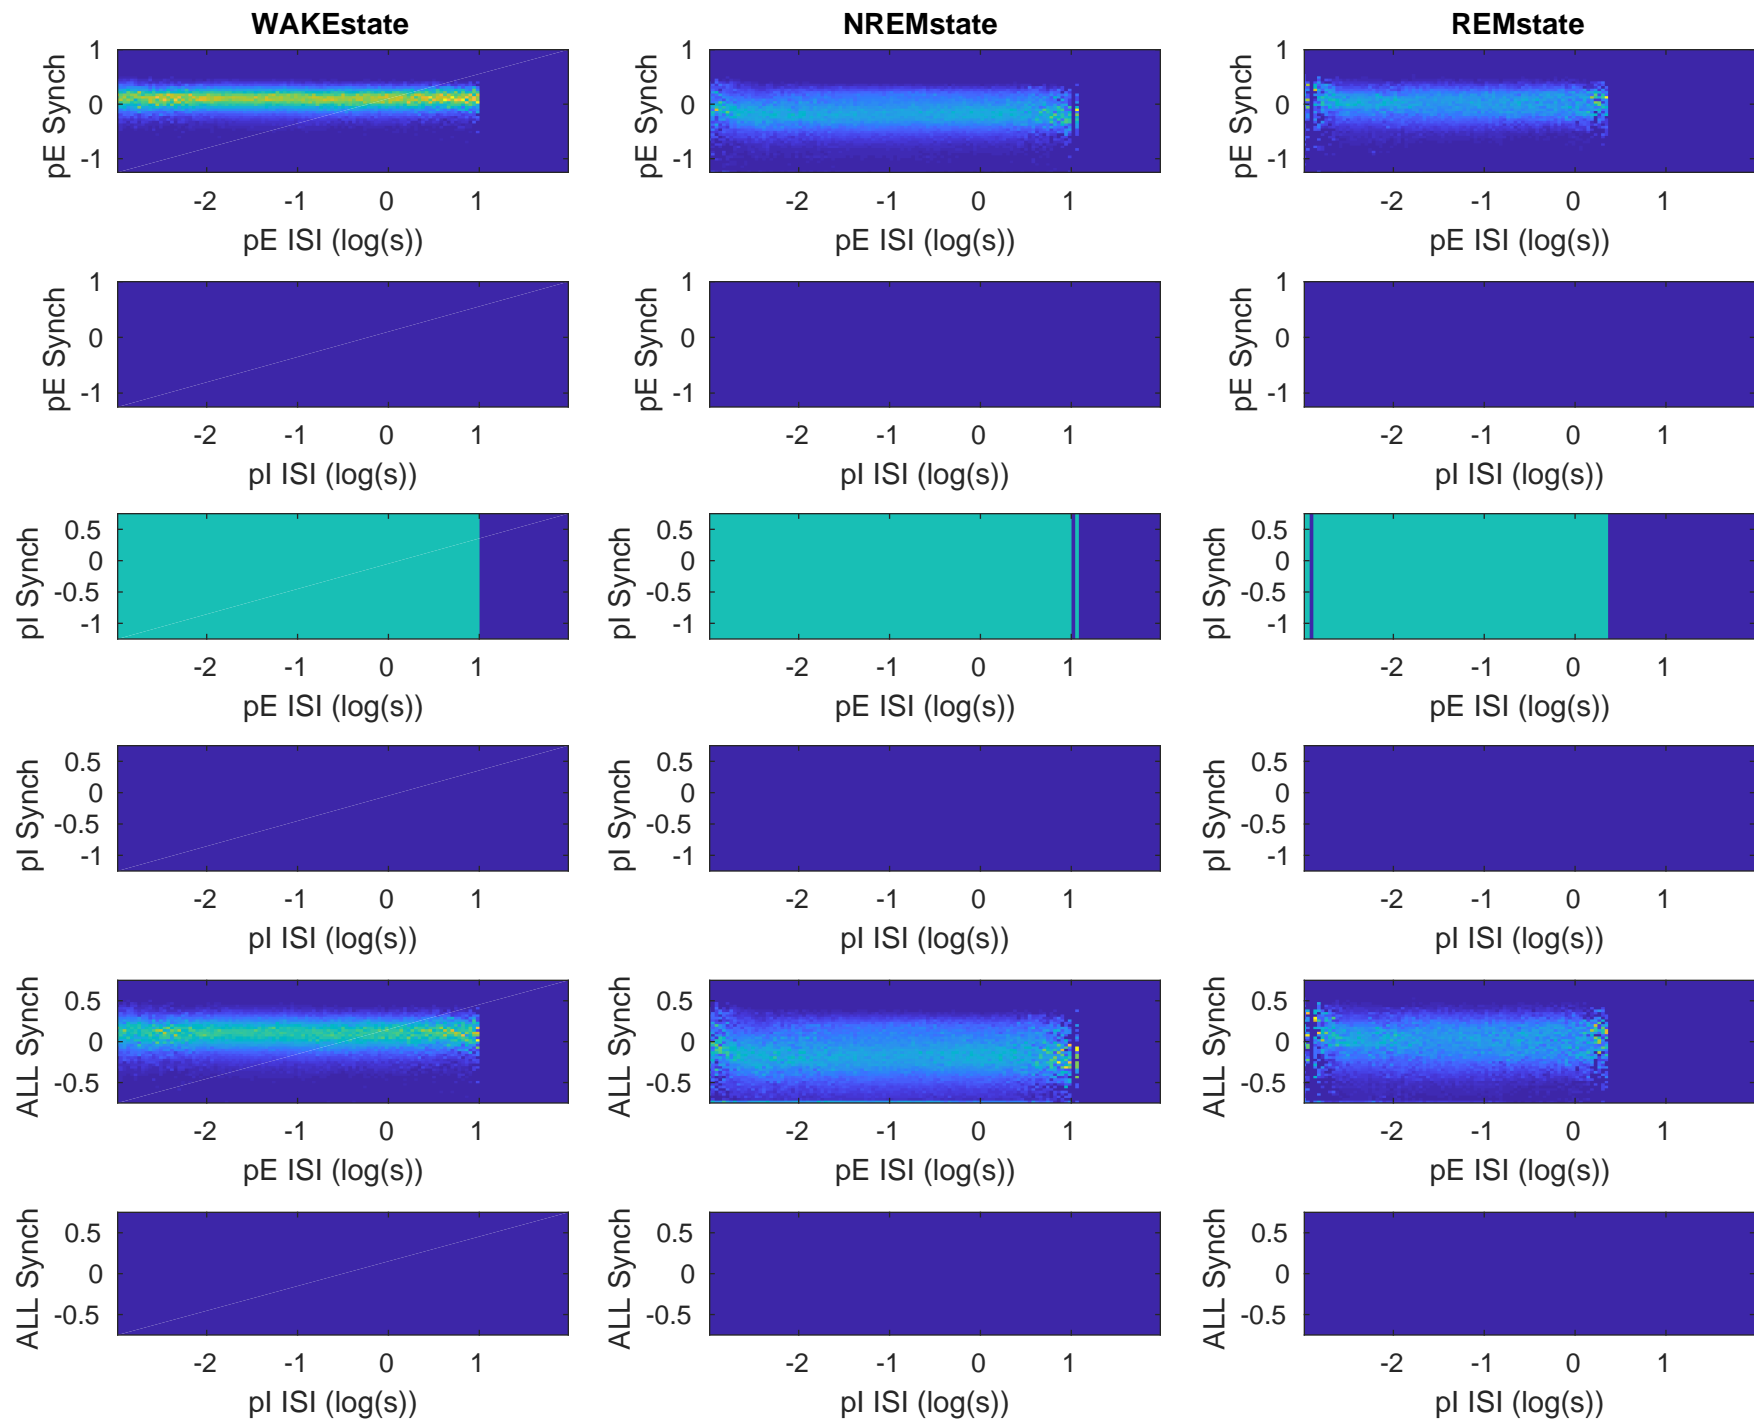 WAKEstate NREMstate REMstate
1 1 1
pE Synch pE Synch pE Synch
0 0 0
-1 -1 -1
-2 -1 0 1 -2 -1 0 1 -2 -1 0 1
pE ISI (log(s)) pE ISI (log(s)) pE ISI (log(s))
1 1 1
pE Synch pE Synch pE Synch
0 0 0
-1 -1 -1
-2 -1 0 1 -2 -1 0 1 -2 -1 0 1
pI ISI (log(s)) pI ISI (log(s)) pI ISI (log(s))
pI Synch pI Synch pI Synch
0.5 0.5 0.5
0 0 0
-0.5 -0.5 -0.5
-1 -1 -1
-2 -1 0 1 -2 -1 0 1 -2 -1 0 1
pE ISI (log(s)) pE ISI (log(s)) pE ISI (log(s))
pI Synch pI Synch pI Synch
0.5 0.5 0.5
0 0 0
-0.5 -0.5 -0.5
-1 -1 -1
-2 -1 0 1 -2 -1 0 1 -2 -1 0 1
pI ISI (log(s)) pI ISI (log(s)) pI ISI (log(s))
ALL Synch ALL Synch ALL Synch
0.5 0.5 0.5
0 0 0
-0.5 -0.5 -0.5
-2 -1 0 1 -2 -1 0 1 -2 -1 0 1
pE ISI (log(s)) pE ISI (log(s)) pE ISI (log(s))
ALL Synch ALL Synch ALL Synch
0.5 0.5 0.5
0 0 0
-0.5 -0.5 -0.5
-2 -1 0 1 -2 -1 0 1 -2 -1 0 1
pI ISI (log(s)) pI ISI (log(s)) pI ISI (log(s))